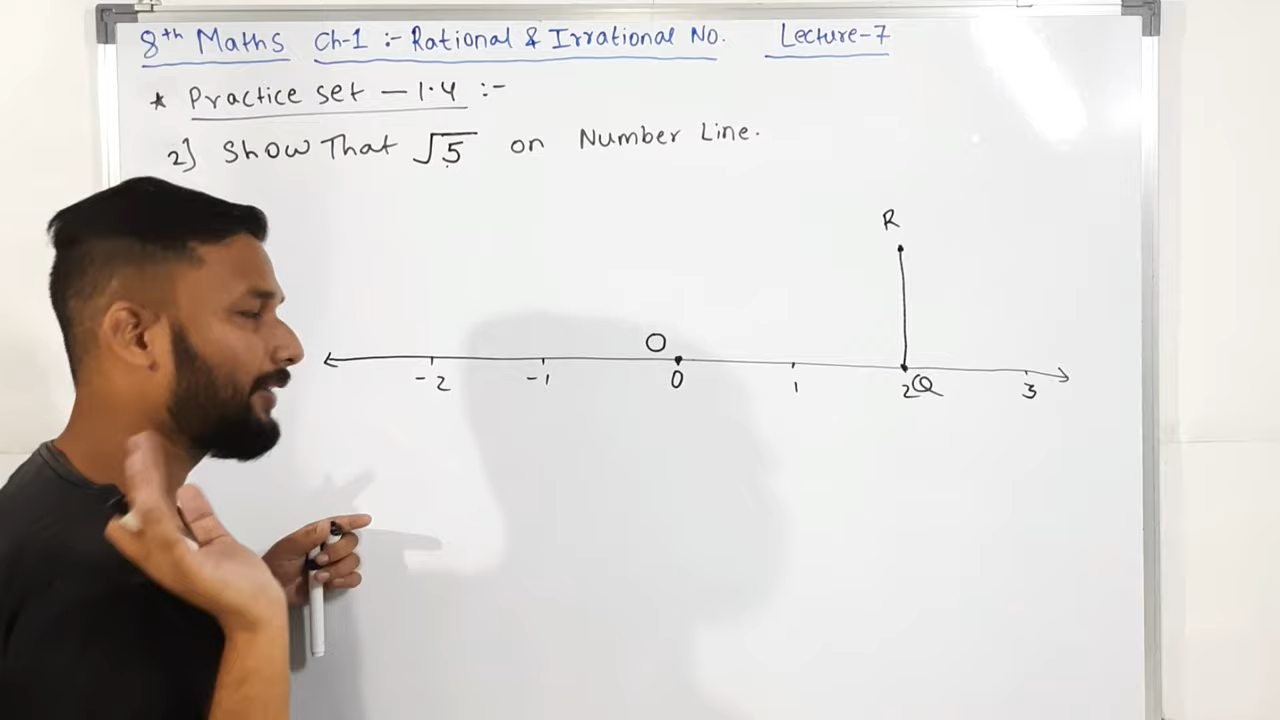 8th Maths Ch-1 :- Rational & Irrational No. Lecture-7
* Practice set - 1.4 :-
2] Show That √5 on Number Line.
R
O
-2 -1 0 1 2 Q 3